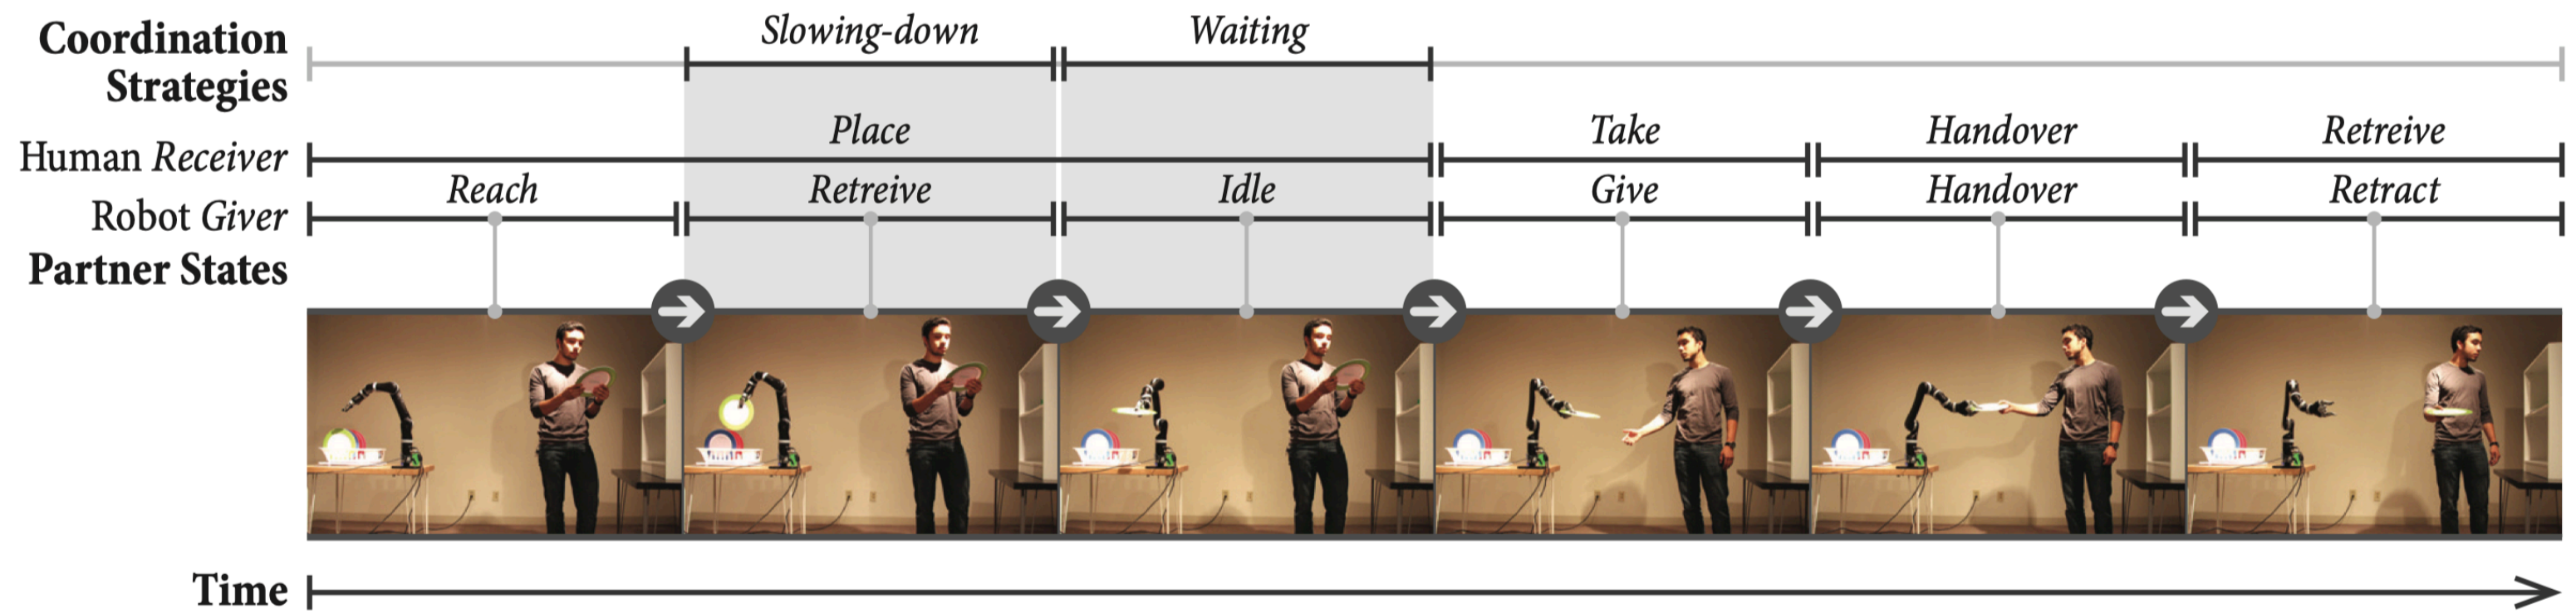 Coordination Strategies
Slowing-down
Waiting
Human Receiver
Place
Take
Handover
Retreive
Robot Giver
Reach
Retreive
Idle
Give
Handover
Retract
Partner States
Time